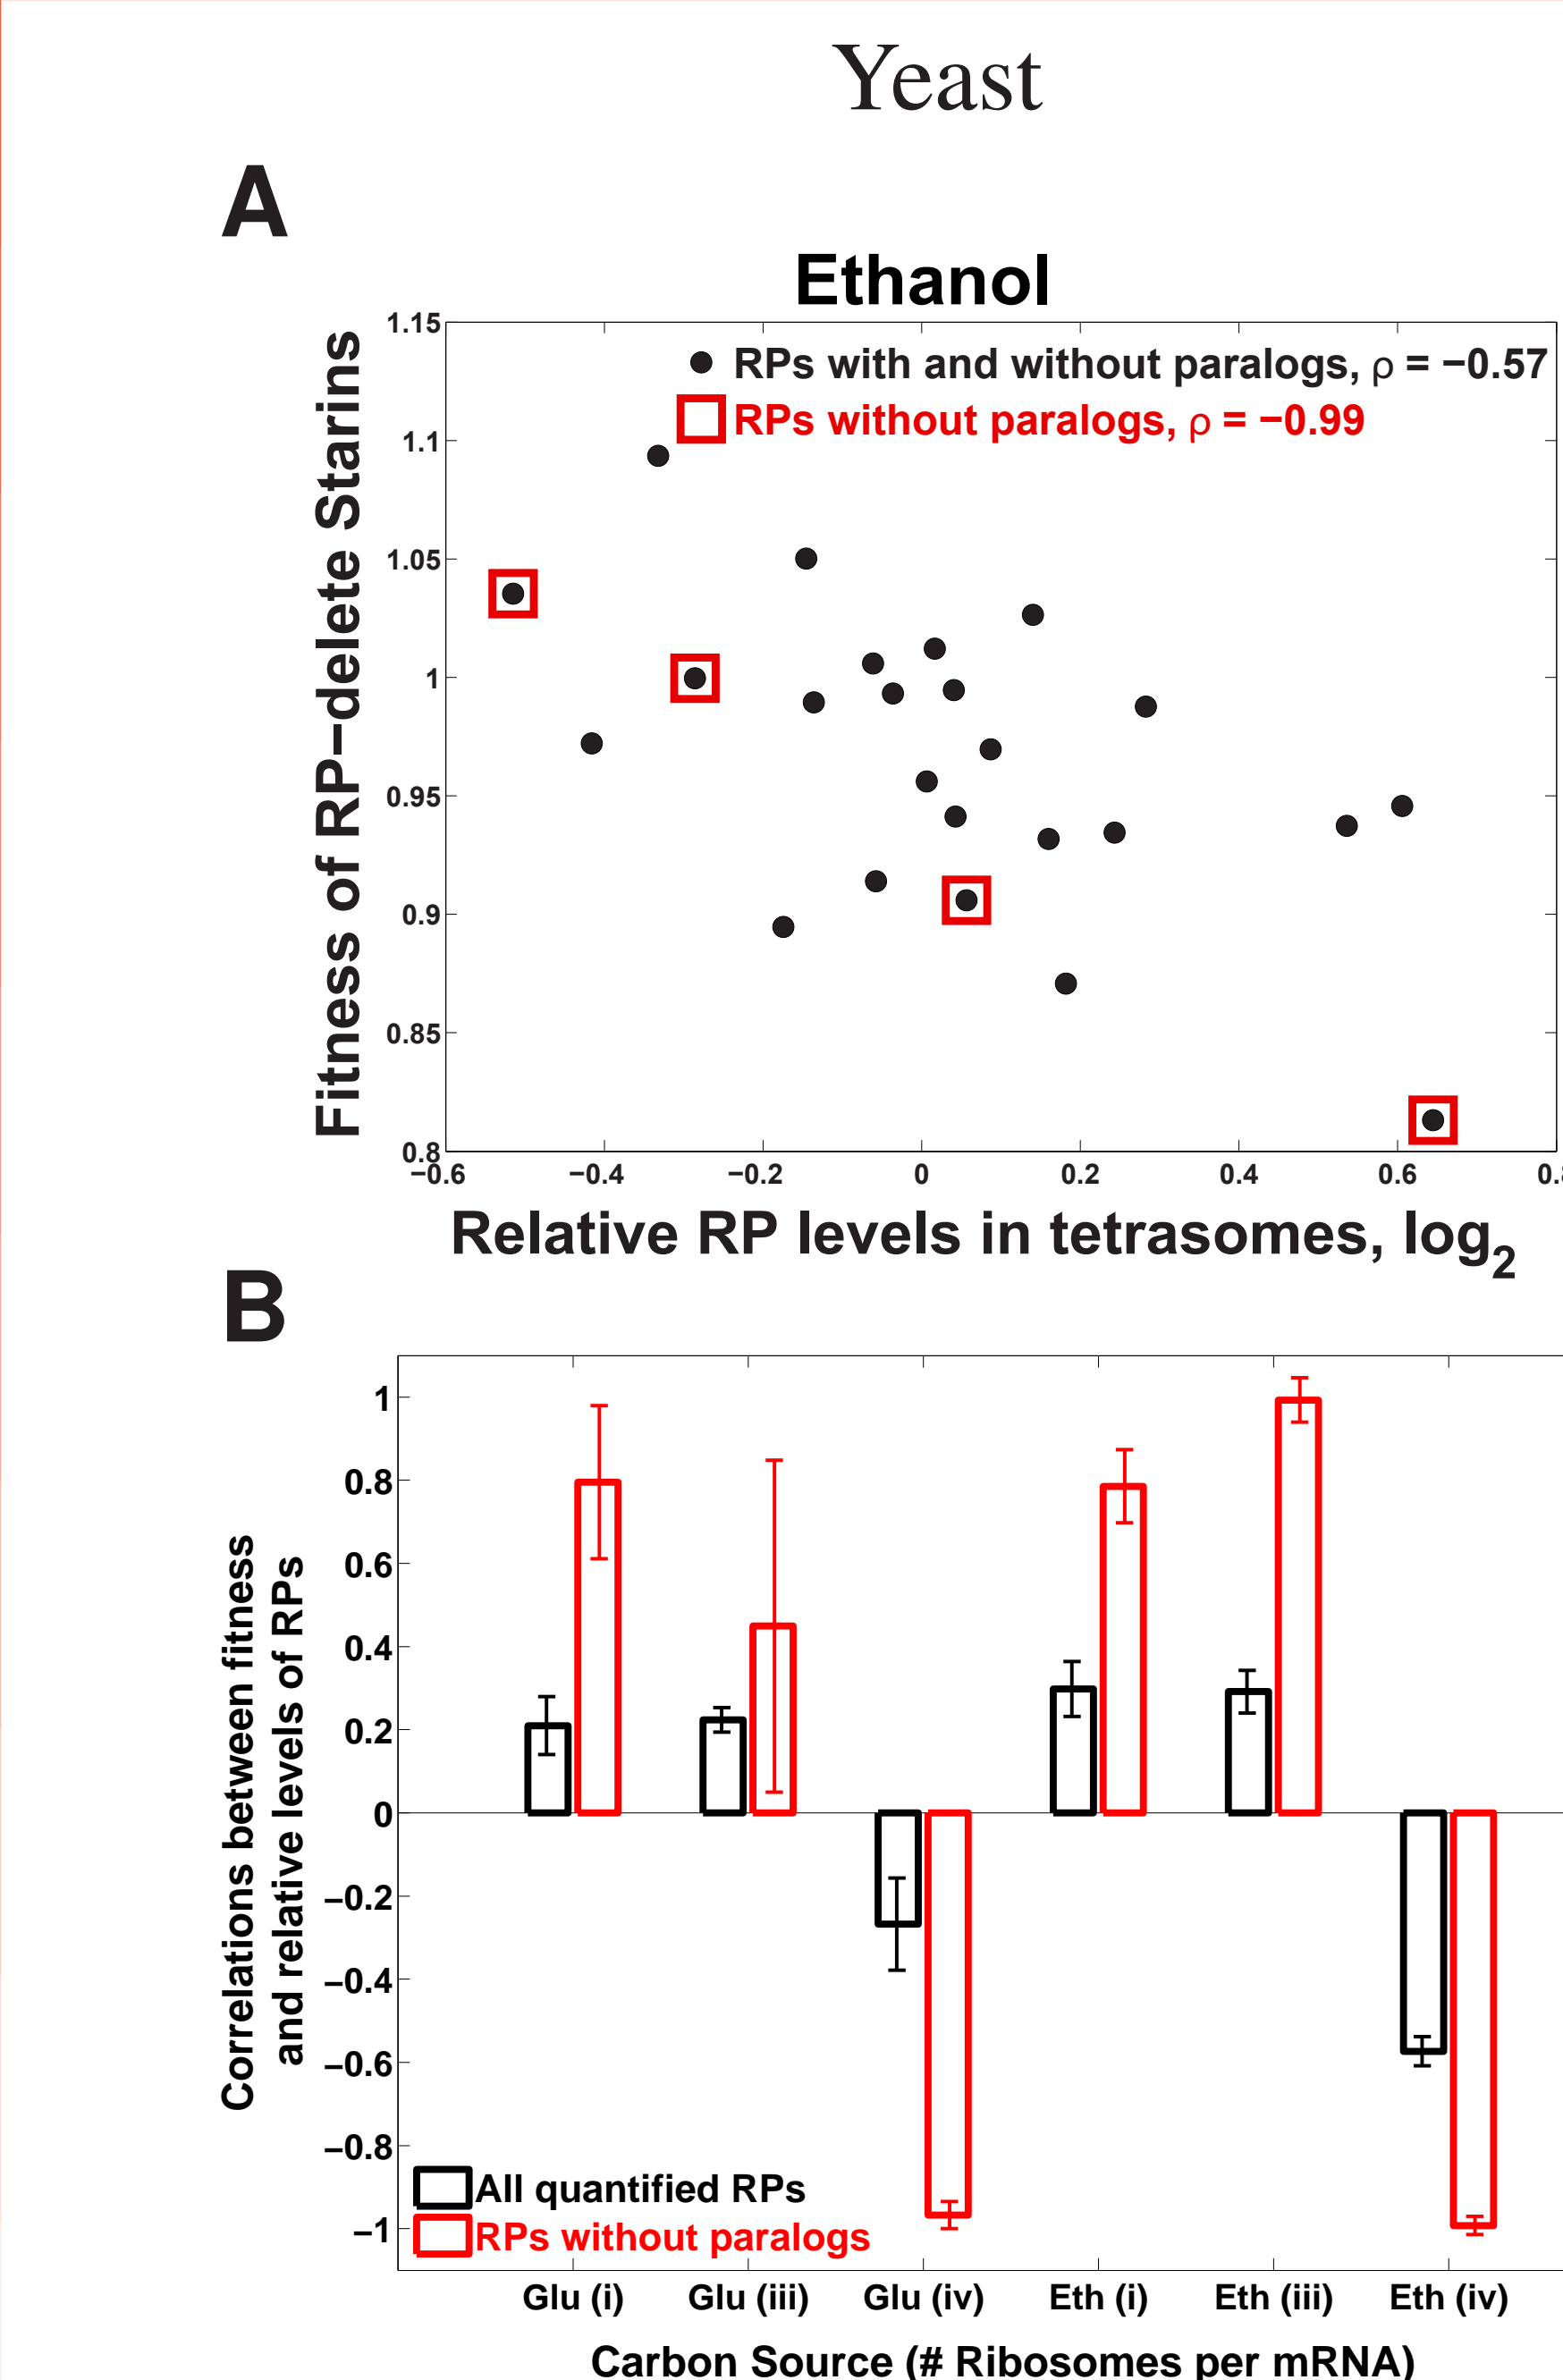 Yeast
A
Ethanol
1.15
1.1
1.05
1
0.95
0.9
0.85
0.8
Fitness of RP−delete Starins
RPs with and without paralogs, ρ = −0.57
RPs without paralogs, ρ = −0.99
−0.6 −0.4 −0.2 0 0.2 0.4 0.6
Relative RP levels in tetrasomes, log2
B
1
0.8
0.6
0.4
0.2
0
−0.2
−0.4
−0.6
−0.8
−1
Correlations between fitness
and relative levels of RPs
All quantified RPs
RPs without paralogs
Glu (i) Glu (iii) Glu (iv) Eth (i) Eth (iii) Eth (iv)
Carbon Source (# Ribosomes per mRNA)